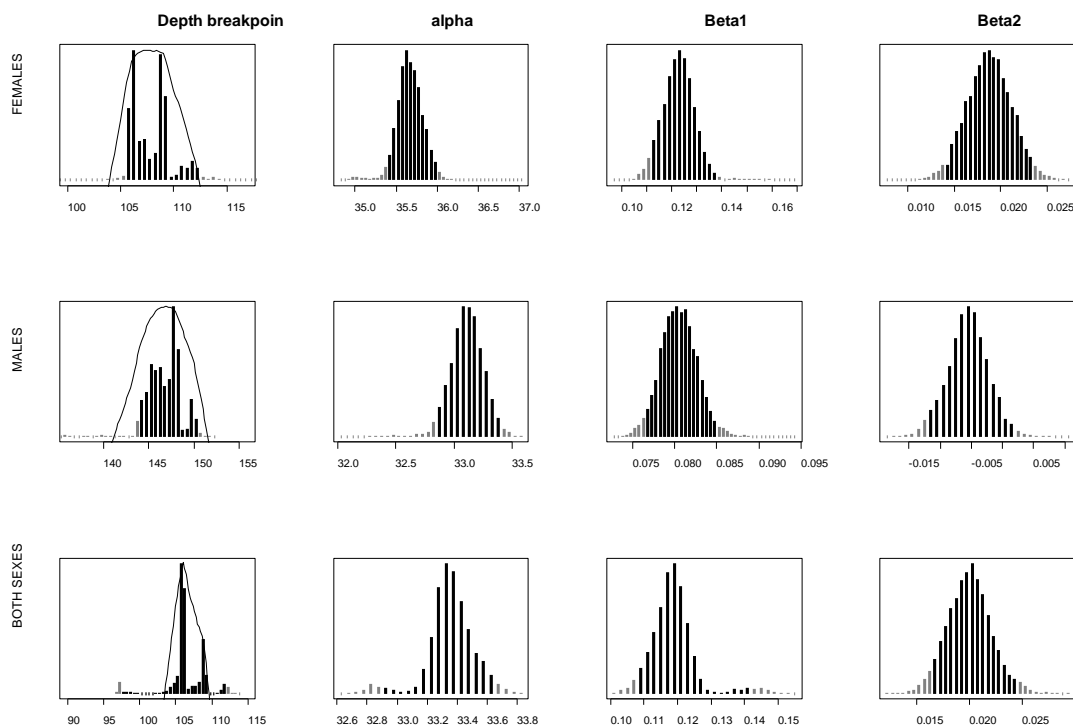 Depth breakpoin alpha Beta1 Beta2
FEMALES
100 105 110 115 35.0 35.5 36.0 36.5 37.0 0.10 0.12 0.14 0.16 0.010 0.015 0.020 0.025
MALES
140 145 150 155 32.0 32.5 33.0 33.5 0.075 0.080 0.085 0.090 0.095 -0.015 -0.005 0.005
BOTH SEXES
90 95 100 105 110 115 32.6 32.8 33.0 33.2 33.4 33.6 33.8 0.10 0.11 0.12 0.13 0.14 0.15 0.015 0.020 0.025